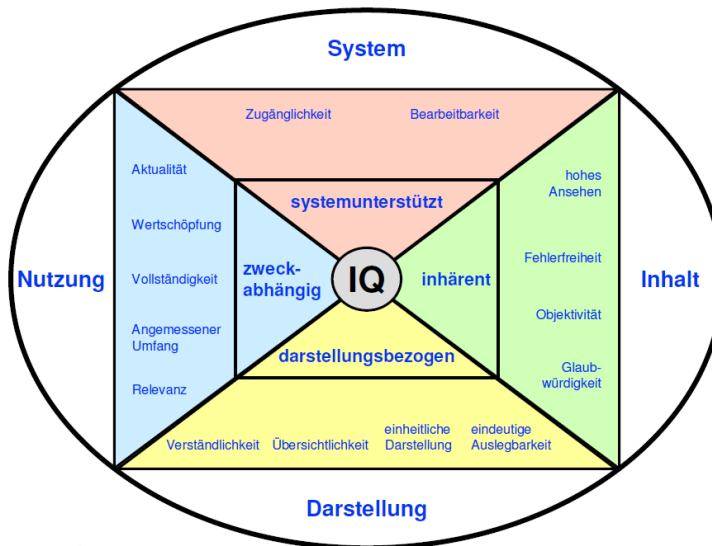 System
Zugänglichkeit
Bearbeitbarkeit
systemunterstützt
Nutzung
Aktualität
Wertschöpfung
Vollständigkeit
Angemessener
Umfang
Relevanz
zweck-
abhängig
IQ
inhärent
hohes
Ansehen
Fehlerfreiheit
Objektivität
Glaub-
würdigkeit
Inhalt
darstellungsbezogen
Verständlichkeit
Übersichtlichkeit
einheitliche
Darstellung
eindeutige
Auslegbarkeit
Darstellung